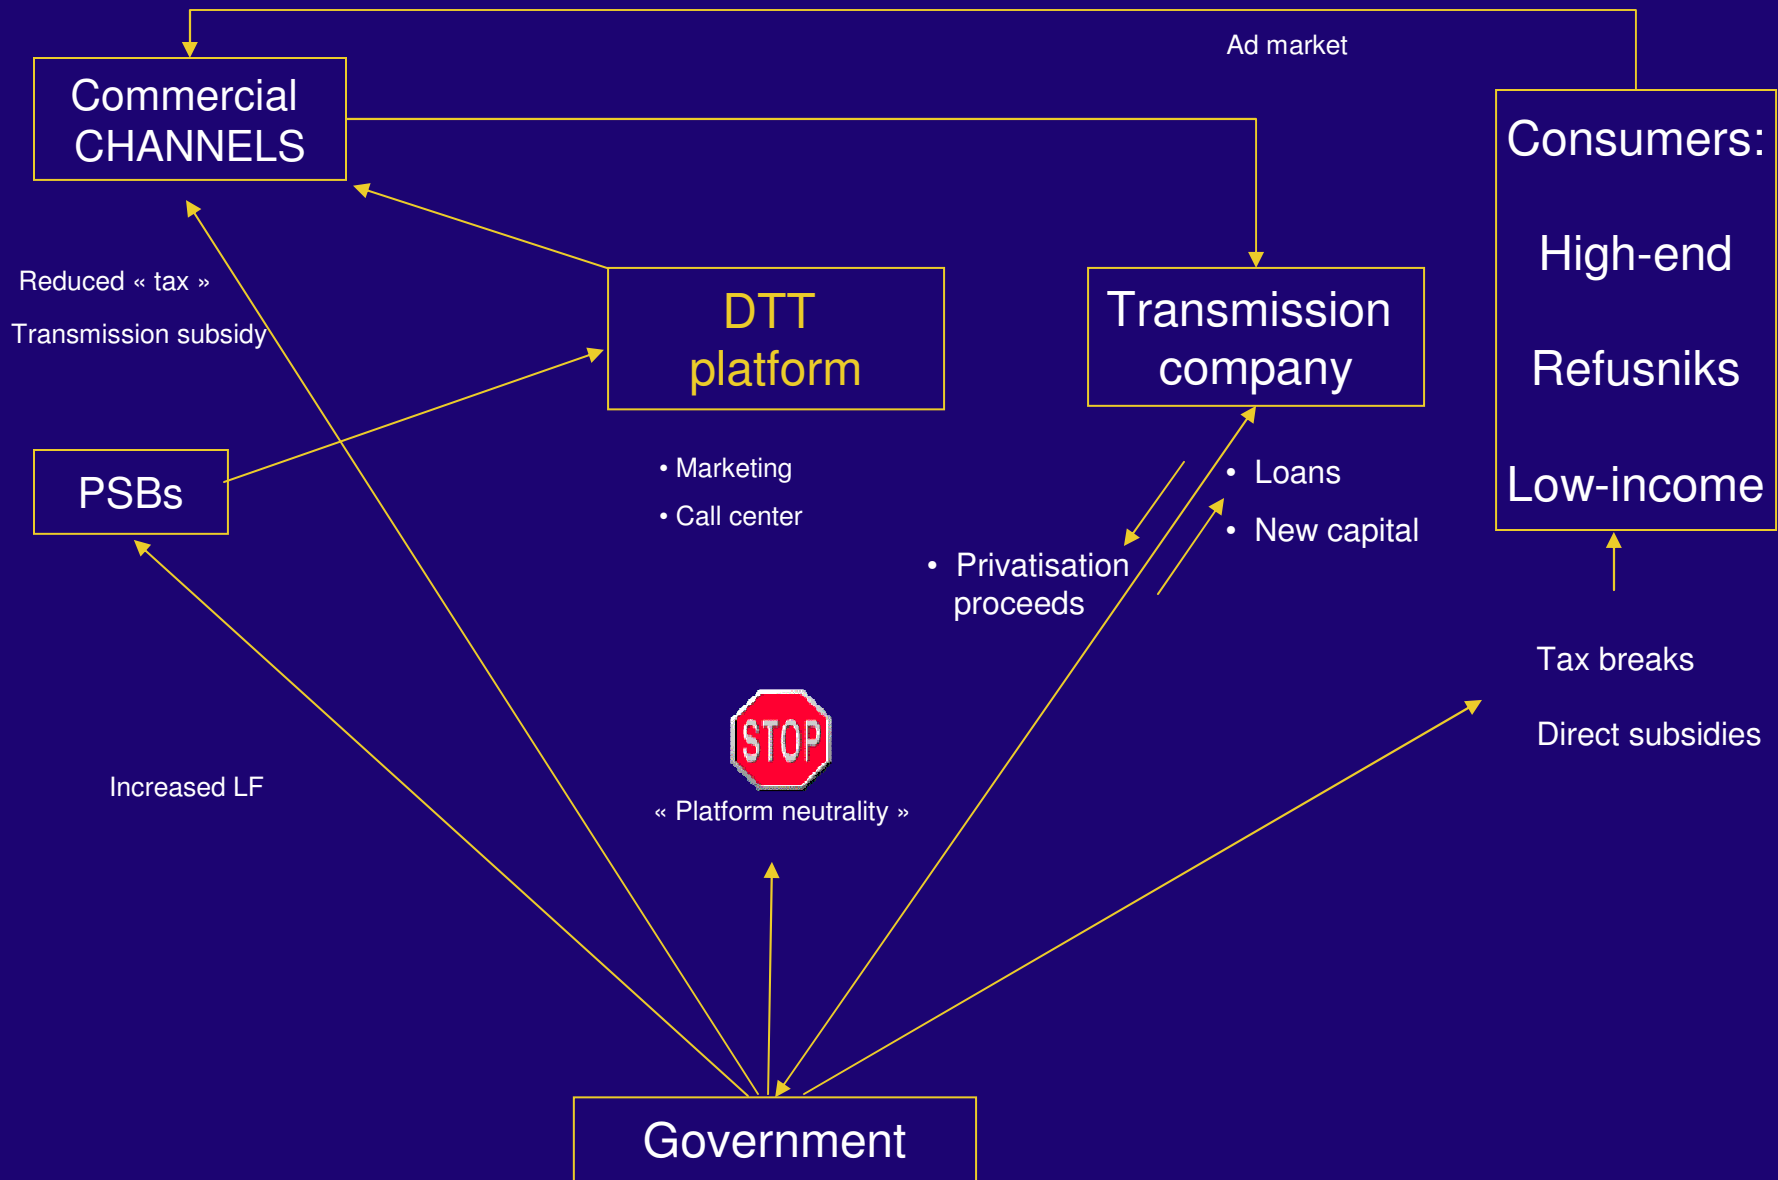 Ad market
Commercial
CHANNELS
Consumers:
High-end
Refusniks
Low-income
Reduced « tax »
Transmission subsidy
DTT
platform
Transmission
company
PSBs
• Marketing
• Call center
• Loans
• New capital
• Privatisation
proceeds
Tax breaks
Direct subsidies
STOP
« Platform neutrality »
Increased LF
Government